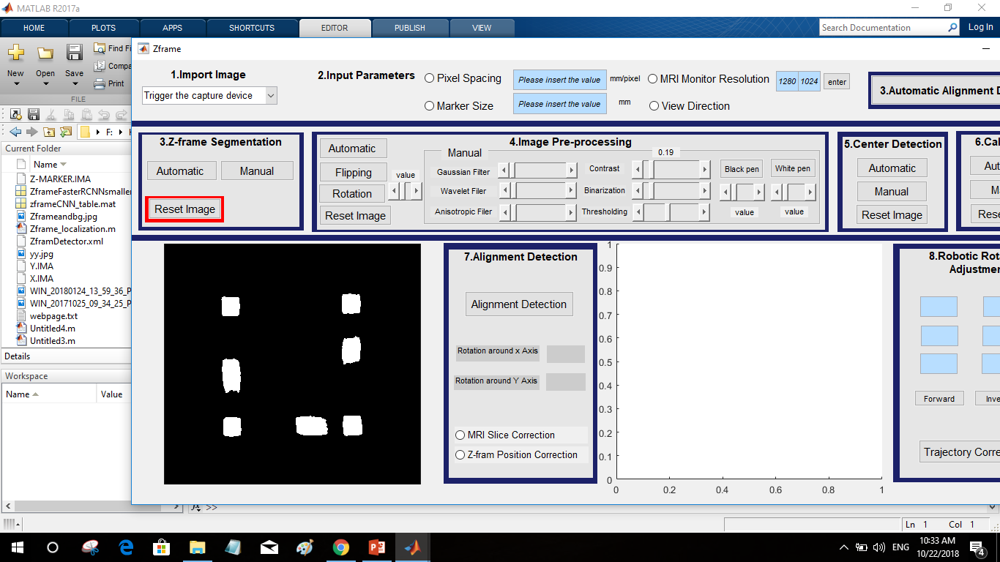 MATLAB R2017a
HOME PLOTS APPS SHORTCUTS EDITOR PUBLISH VIEW
Search Documentation
Log In
New
Open
Save
Find Fi
Compa
Print
FILE
F:
Current Folder
Name
Z-MARKER.IMA
ZframeFasterRCNNsmaller
zframeCNN_table.mat
Zframeandbg.jpg
Zframe_localization.m
ZframDetector.xml
yy.jpg
Y.IMA
X.IMA
WIN_20180124_13_59_36_P
WIN_20171025_09_34_25_P
webpage.txt
Untitled4.m
Untitled3.m
Details
Workspace
Name Value
Zframe
1.Import Image
Trigger the capture device
2.Input Parameters
Pixel Spacing
Please insert the value
mm/pixel
MRI Monitor Resolution
1280 1024
enter
Marker Size
Please insert the value
mm
View Direction
3.Automatic Alignment D
3.Z-frame Segmentation
Automatic
Manual
Reset Image
4.Image Pre-processing
Automatic
Flipping
Rotation
Reset Image
value
Manual
0.19
Gaussian Filter
Contrast
Black pen
White pen
Wavelet Filer
Binarization
Anisotropic Filer
Thresholding
value
value
5.Center Detection
Automatic
Manual
Reset Image
6.Cal
Aut
M
Rese
7.Alignment Detection
Alignment Detection
Rotation around x Axis
Rotation around Y Axis
MRI Slice Correction
Z-fram Position Correction
1
0.9
0.8
0.7
0.6
0.5
0.4
0.3
0.2
0.1
0
0 0.2 0.4 0.6 0.8 1
8.Robotic Rota
Adjustmen
Forward
Inve
Trajectory Corre
fx >>
Ln 1 Col 1
ENG
10:33 AM
10/22/2018
4